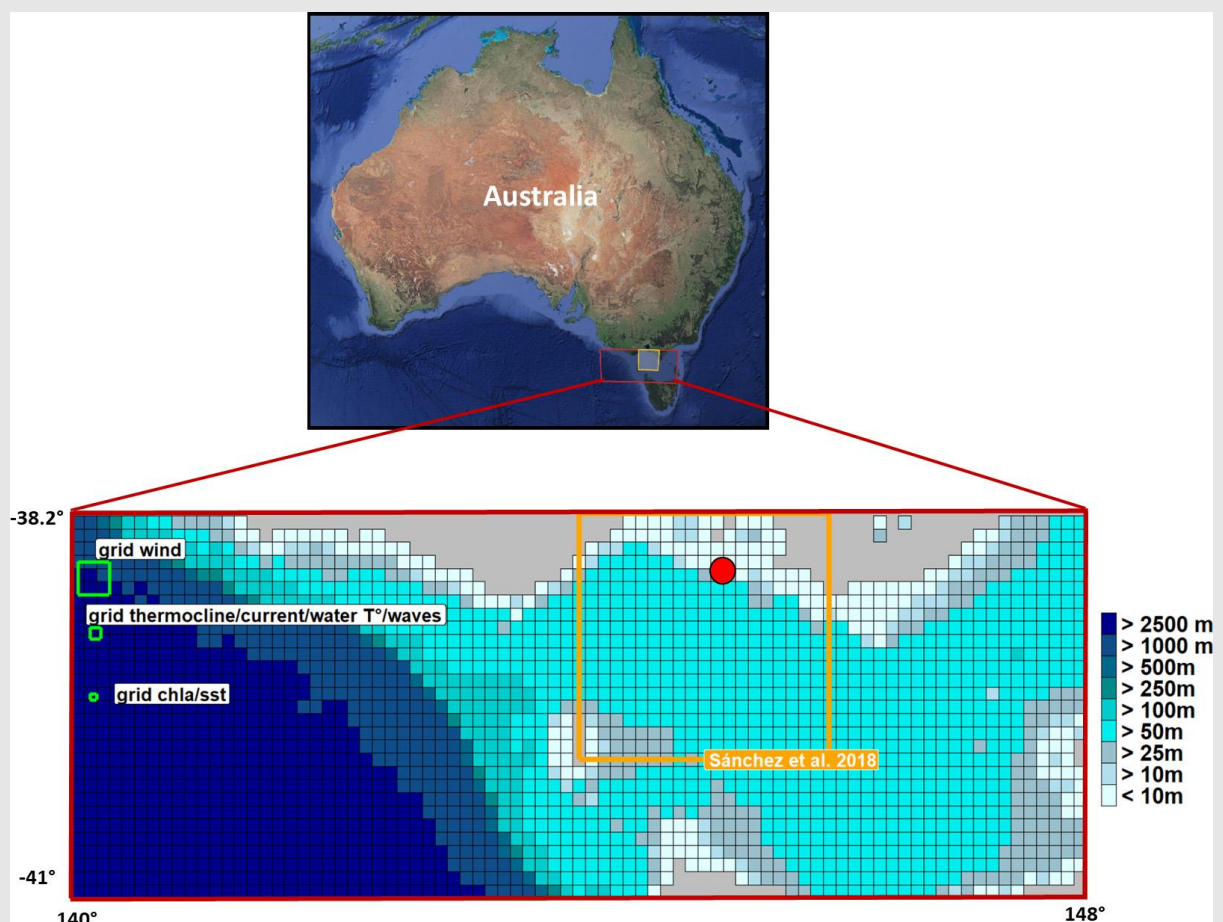 Australia
-38.2°
grid wind
grid thermocline/current/water T°/waves
grid chla/sst
Sánchez et al. 2018
> 2500 m
> 1000 m
> 500m
> 250m
> 100m
> 50m
> 25m
> 10m
< 10m
-41°
140°
148°